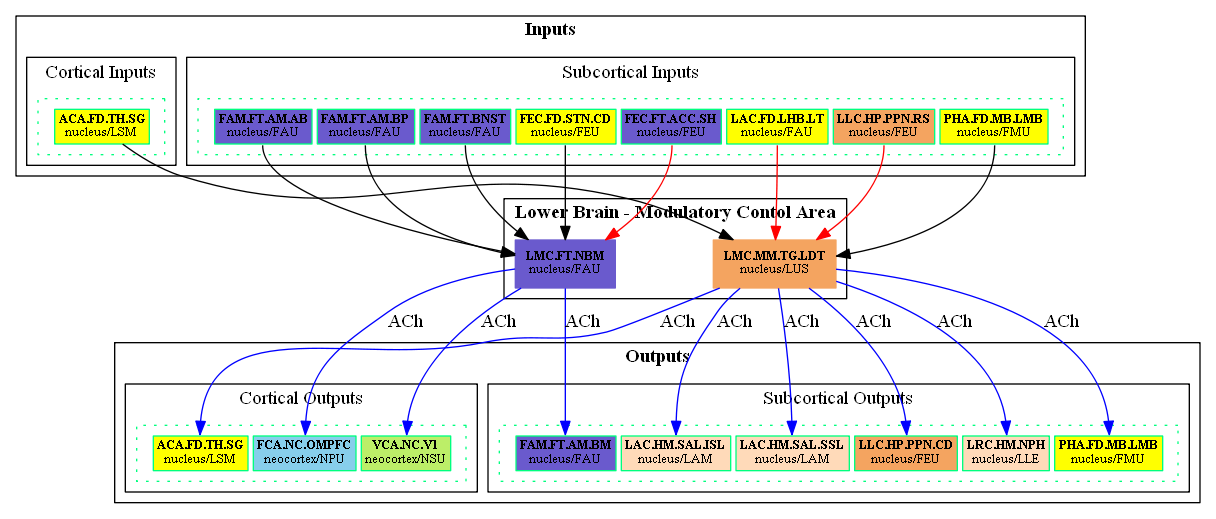 Inputs
Cortical Inputs
Subcortical Inputs
ACA.FD.TH.SG
nucleus/LSM
FAM.FT.AM.AB
nucleus/FAU
FAM.FT.AM.BP
nucleus/FAU
FAM.FT.BNST
nucleus/FAU
FEC.FD.STN.CD
nucleus/FEU
FEC.FT.ACC.SH
nucleus/FEU
LAC.FD.LHB.LT
nucleus/FAU
LLC.HP.PPN.RS
nucleus/FEU
PHA.FD.MB.LMB
nucleus/FMU
Lower Brain - Modulatory Contol Area
LMC.FT.NBM
nucleus/FAU
LMC.MM.TG.LDT
nucleus/LUS
ACh
ACh
ACh
ACh
ACh
ACh
ACh
ACh
ACh
Outputs
Cortical Outputs
Subcortical Outputs
ACA.FD.TH.SG
nucleus/LSM
FCA.NC.OMPFC
neocortex/NPU
VCA.NC.V1
neocortex/NSU
FAM.FT.AM.BM
nucleus/FAU
LAC.HM.SAL.ISL
nucleus/LAM
LAC.HM.SAL.SSL
nucleus/LAM
LLC.HP.PPN.CD
nucleus/FEU
LRC.HM.NPH
nucleus/LLE
PHA.FD.MB.LMB
nucleus/FMU